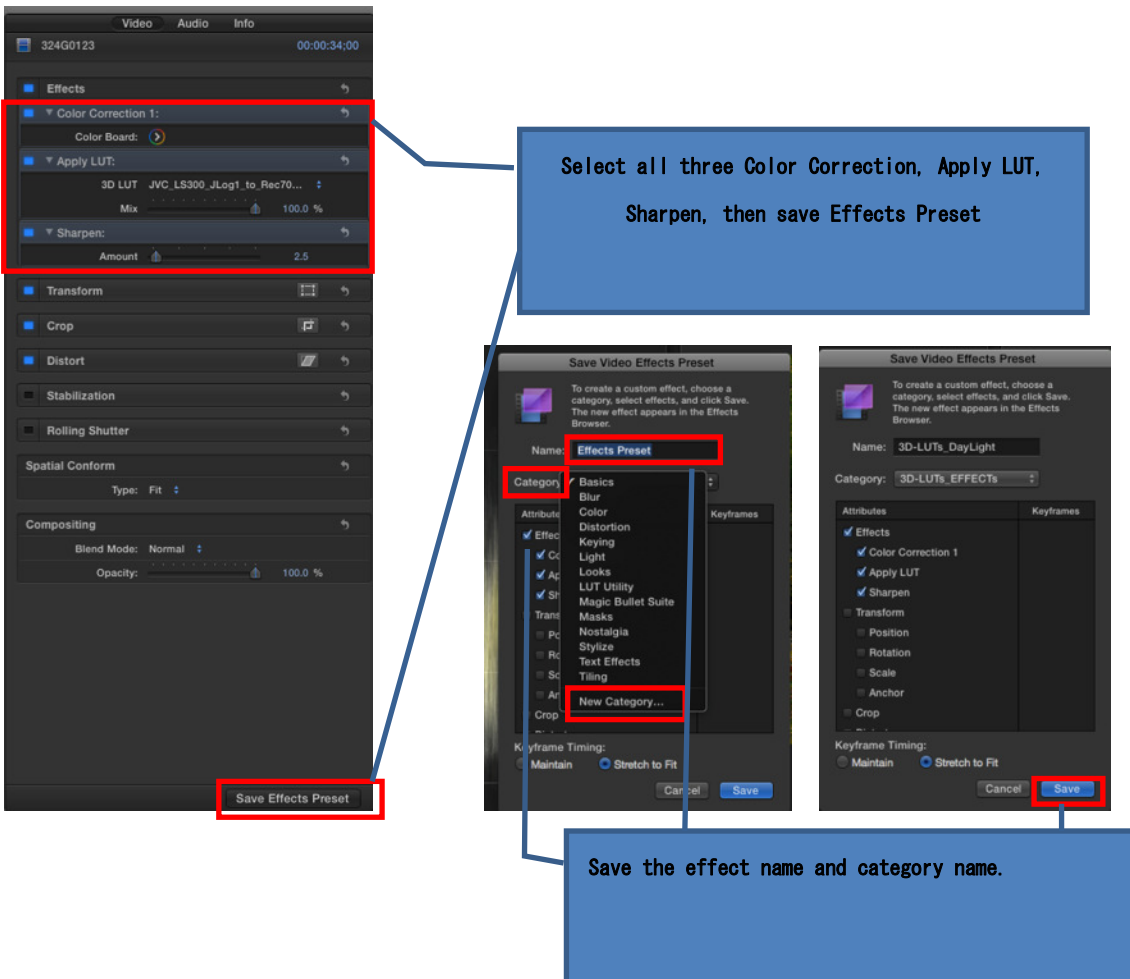 Video Audio Info
324G0123 00:00:34;00
Effects
Color Correction 1:
Color Board:
Apply LUT:
3D LUT JVC_LS300_JLog1_to_Rec70...
Mix 100.0 %
Sharpen:
Amount 2.5
Transform
Crop
Distort
Stabilization
Rolling Shutter
Spatial Conform
Type: Fit
Compositing
Blend Mode: Normal
Opacity: 100.0 %
Save Effects Preset
Select all three Color Correction, Apply LUT,
Sharpen, then save Effects Preset
Save Video Effects Preset
To create a custom effect, choose a
category, select effects, and click Save.
The new effect appears in the Effects
Browser.
Name: Effects Preset
Category
Basics
Blur
Color
Distortion
Keying
Light
Looks
LUT Utility
Magic Bullet Suite
Masks
Nostalgia
Stylize
Text Effects
Tiling
New Category...
Keyframes
Crop
Keyframe Timing:
Maintain Stretch to Fit
Cancel Save
Save Video Effects Preset
To create a custom effect, choose a
category, select effects, and click Save.
The new effect appears in the Effects
Browser.
Name: 3D-LUTs_DayLight
Category: 3D-LUTs_EFFECTs
Attributes Keyframes
Effects
Color Correction 1
Apply LUT
Sharpen
Transform
Position
Rotation
Scale
Anchor
Crop
Keyframe Timing:
Maintain Stretch to Fit
Cancel Save
Save the effect name and category name.